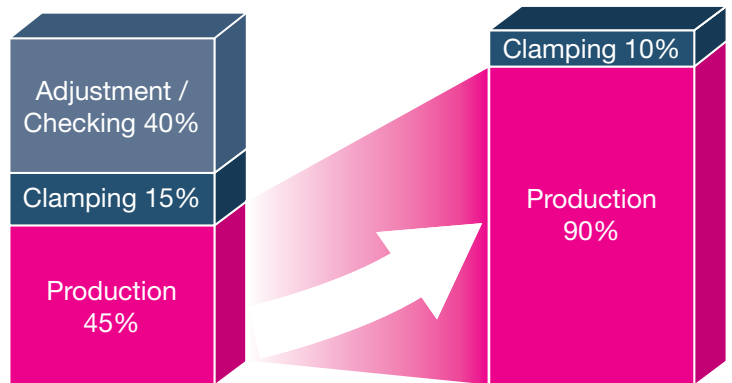 Adjustment /
Checking 40%
Clamping 15%
Production
45%
Clamping 10%
Production
90%